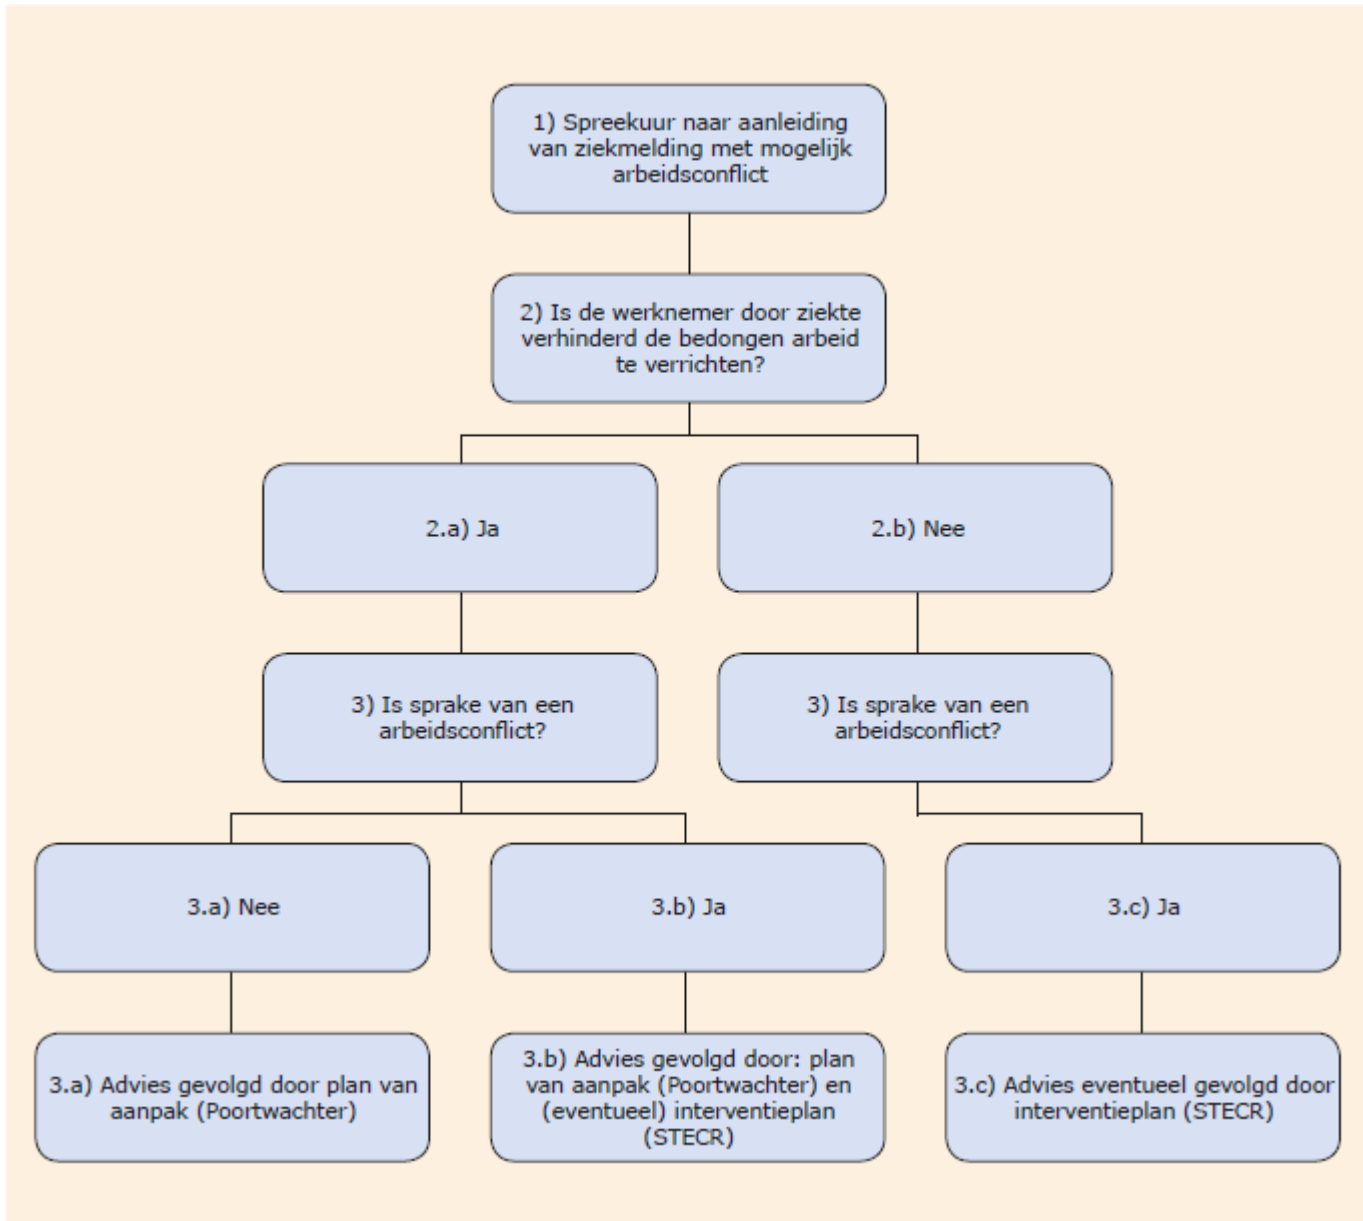 1) Spreekuur naar aanleiding
van ziekmelding met mogelijk
arbeidsconflict
2) Is de werknemer door ziekte
verhinderd de bedongen arbeid
te verrichten?
2.a) Ja
2.b) Nee
3) Is sprake van een
arbeidsconflict?
3) Is sprake van een
arbeidsconflict?
3.a) Nee
3.b) Ja
3.c) Ja
3.a) Advies gevolgd door plan van
aanpak (Poortwachter)
3.b) Advies gevolgd door: plan
van aanpak (Poortwachter) en
(eventueel) interventieplan
(STECR)
3.c) Advies eventueel gevolgd door
interventieplan (STECR)